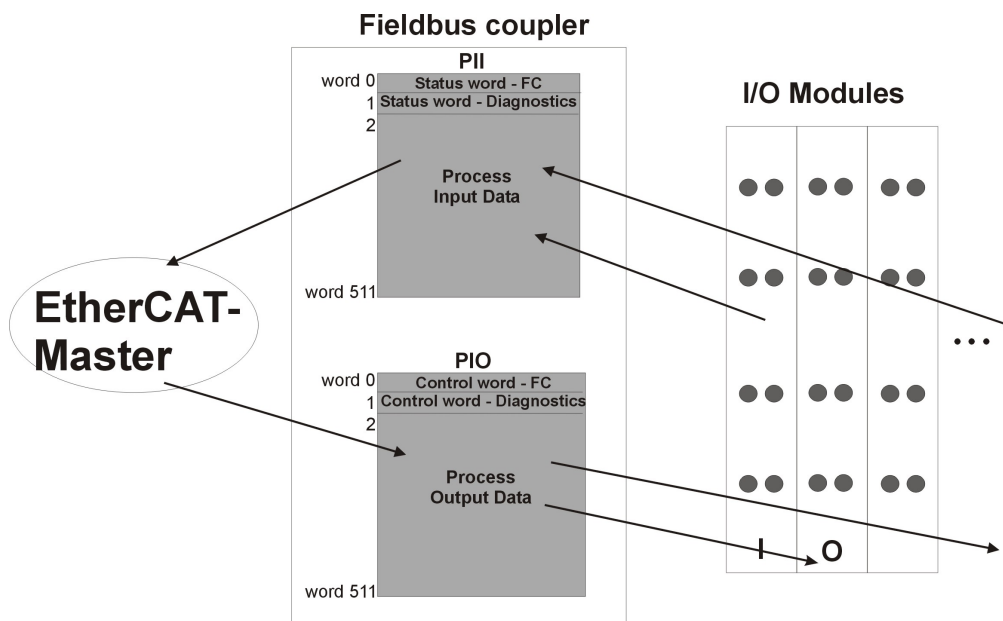 Fieldbus coupler
PII
word 0
Status word - FC
1
Status word - Diagnostics
2
Process
Input Data
word 511
I/O Modules
EtherCAT-
Master
...
PIO
word 0
Control word - FC
1
Control word - Diagnostics
2
Process
Output Data
word 511
I
O